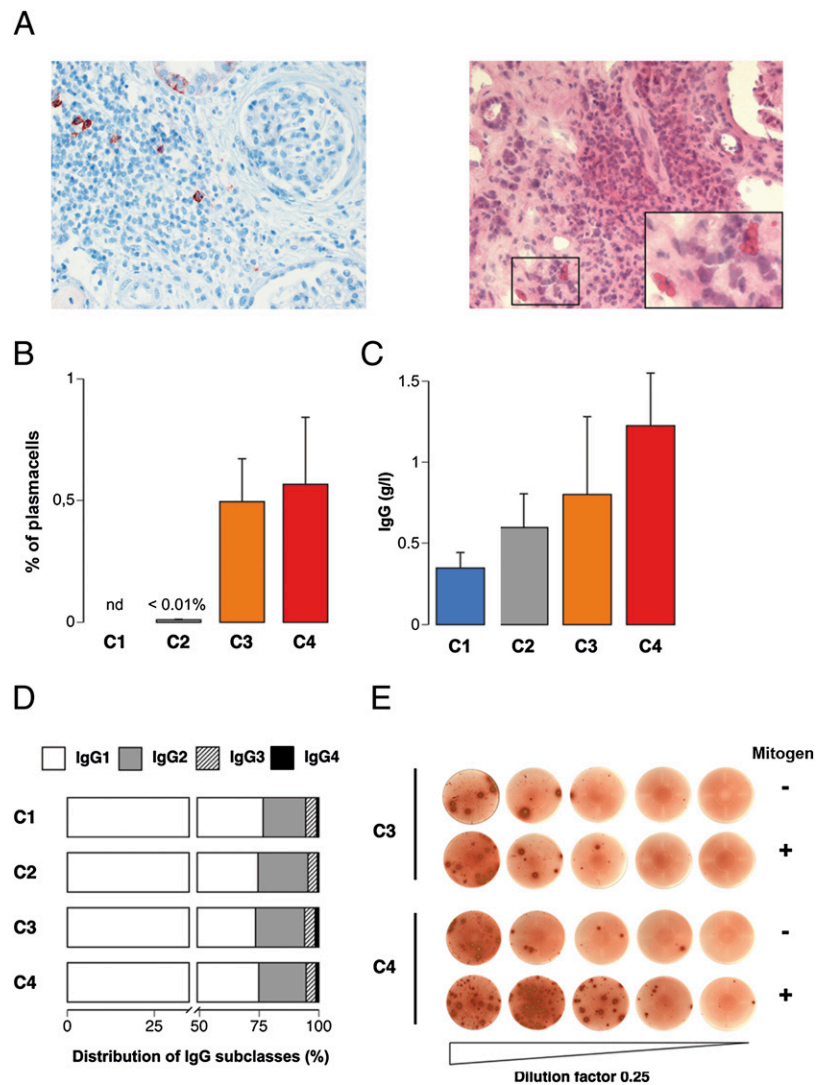 A
B
1
0,5
0
% of plasmacells
nd
< 0.01%
C1
C2
C3
C4
C
1.5
1
0.5
0
IgG (g/l)
C1
C2
C3
C4
D
IgG1
IgG2
IgG3
IgG4
C1
C2
C3
C4
0
25
50
75
100
Distribution of IgG subclasses (%)
E
Mitogen
C3
-
+
C4
-
+
Dilution factor 0.25